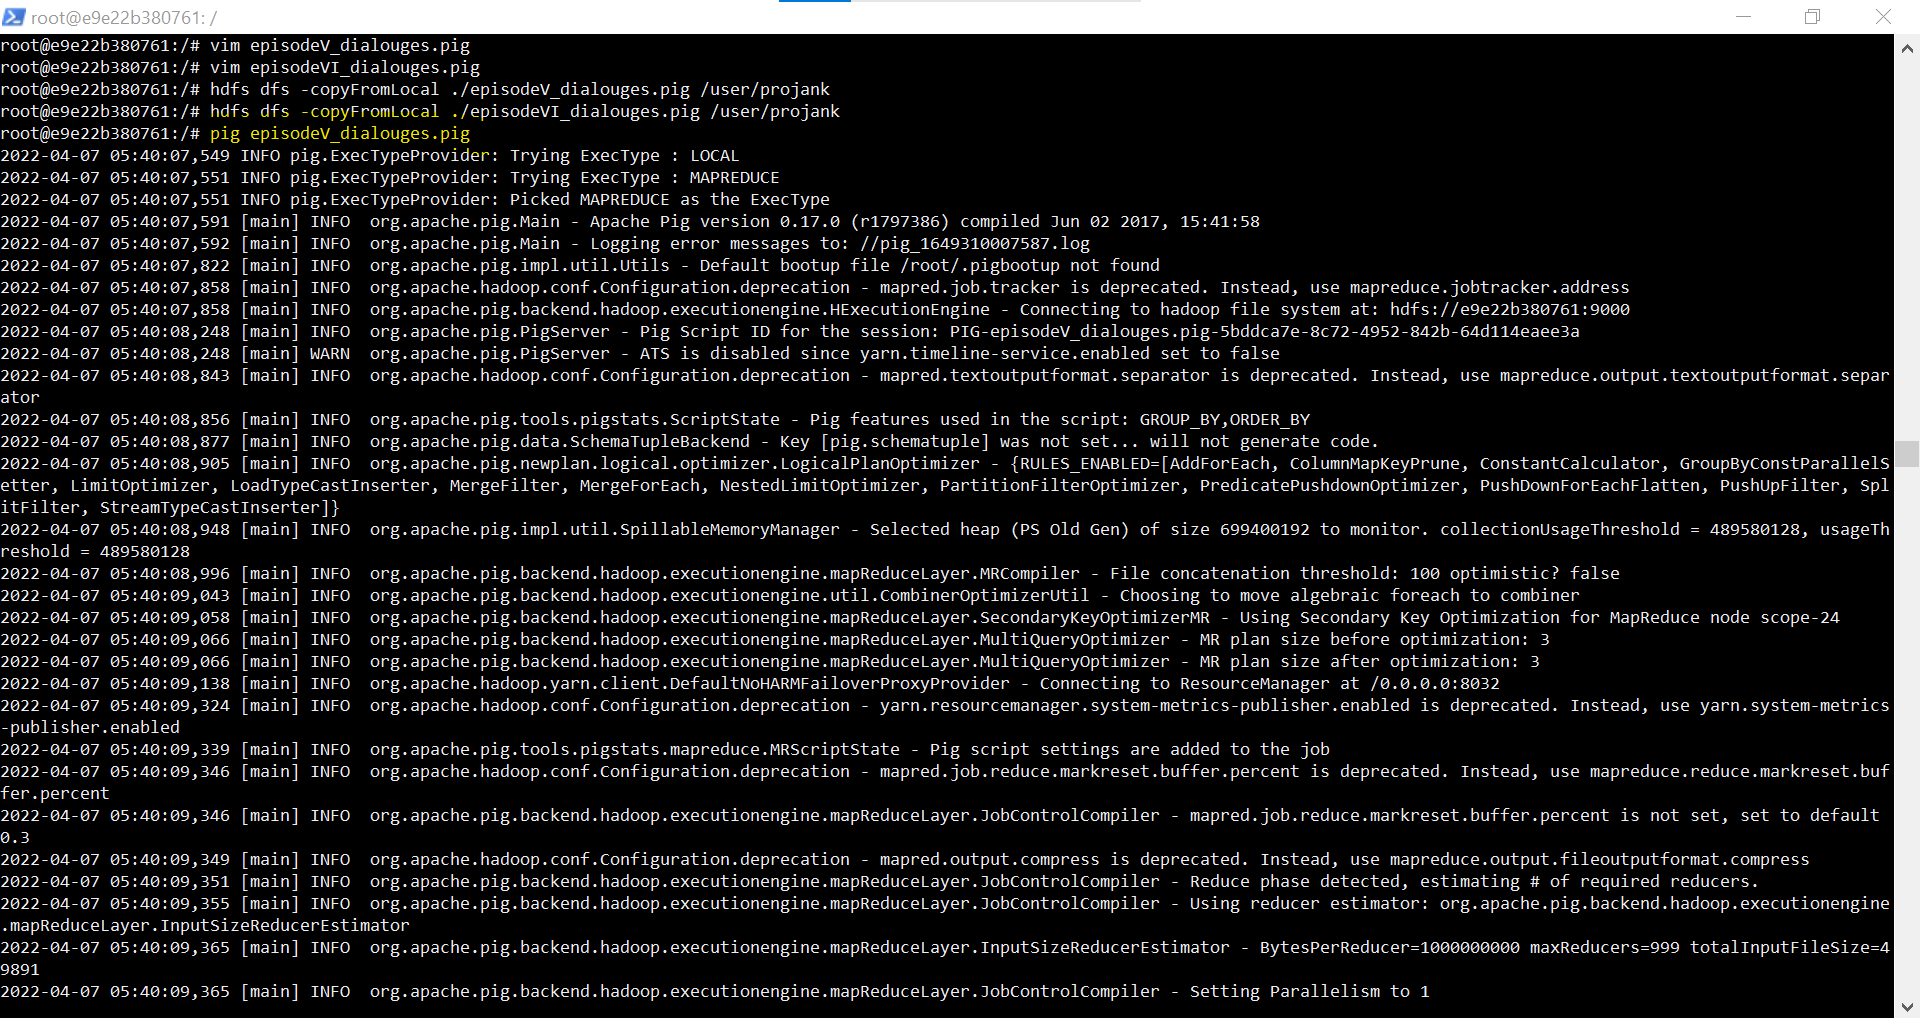 root@e9e22b380761: /
root@e9e22b380761:/# vim episodeV_dialouges.pig
root@e9e22b380761:/# vim episodeVI_dialouges.pig
root@e9e22b380761:/# hdfs dfs -copyFromLocal ./episodeV_dialouges.pig /user/projank
root@e9e22b380761:/# hdfs dfs -copyFromLocal ./episodeVI_dialouges.pig /user/projank
root@e9e22b380761:/# pig episodeV_dialouges.pig
2022-04-07 05:40:07,549 INFO pig.ExecTypeProvider: Trying ExecType : LOCAL
2022-04-07 05:40:07,551 INFO pig.ExecTypeProvider: Trying ExecType : MAPREDUCE
2022-04-07 05:40:07,551 INFO pig.ExecTypeProvider: Picked MAPREDUCE as the ExecType
2022-04-07 05:40:07,591 [main] INFO  org.apache.pig.Main - Apache Pig version 0.17.0 (r1797386) compiled Jun 02 2017, 15:41:58
2022-04-07 05:40:07,592 [main] INFO  org.apache.pig.Main - Logging error messages to: //pig_1649310007587.log
2022-04-07 05:40:07,822 [main] INFO  org.apache.pig.impl.util.Utils - Default bootup file /root/.pigbootup not found
2022-04-07 05:40:07,858 [main] INFO  org.apache.hadoop.conf.Configuration.deprecation - mapred.job.tracker is deprecated. Instead, use mapreduce.jobtracker.address
2022-04-07 05:40:07,858 [main] INFO  org.apache.pig.backend.hadoop.executionengine.HExecutionEngine - Connecting to hadoop file system at: hdfs://e9e22b380761:9000
2022-04-07 05:40:08,248 [main] INFO  org.apache.pig.PigServer - Pig Script ID for the session: PIG-episodeV_dialouges.pig-5bddca7e-8c72-4952-842b-64d114eaee3a
2022-04-07 05:40:08,248 [main] WARN  org.apache.pig.PigServer - ATS is disabled since yarn.timeline-service.enabled set to false
2022-04-07 05:40:08,843 [main] INFO  org.apache.hadoop.conf.Configuration.deprecation - mapred.textoutputformat.separator is deprecated. Instead, use mapreduce.output.textoutputformat.separ
ator
2022-04-07 05:40:08,856 [main] INFO  org.apache.pig.tools.pigstats.ScriptState - Pig features used in the script: GROUP_BY,ORDER_BY
2022-04-07 05:40:08,877 [main] INFO  org.apache.pig.data.SchemaTupleBackend - Key [pig.schematuple] was not set... will not generate code.
2022-04-07 05:40:08,905 [main] INFO  org.apache.pig.newplan.logical.optimizer.LogicalPlanOptimizer - {RULES_ENABLED=[AddForEach, ColumnMapKeyPrune, ConstantCalculator, GroupByConstParallelS
etter, LimitOptimizer, LoadTypeCastInserter, MergeFilter, MergeForEach, NestedLimitOptimizer, PartitionFilterOptimizer, PredicatePushdownOptimizer, PushDownForEachFlatten, PushUpFilter, Spl
itFilter, StreamTypeCastInserter]}
2022-04-07 05:40:08,948 [main] INFO  org.apache.pig.impl.util.SpillableMemoryManager - Selected heap (PS Old Gen) of size 699400192 to monitor. collectionUsageThreshold = 489580128, usageTh
reshold = 489580128
2022-04-07 05:40:08,996 [main] INFO  org.apache.pig.backend.hadoop.executionengine.mapReduceLayer.MRCompiler - File concatenation threshold: 100 optimistic? false
2022-04-07 05:40:09,043 [main] INFO  org.apache.pig.backend.hadoop.executionengine.util.CombinerOptimizerUtil - Choosing to move algebraic foreach to combiner
2022-04-07 05:40:09,058 [main] INFO  org.apache.pig.backend.hadoop.executionengine.mapReduceLayer.SecondaryKeyOptimizerMR - Using Secondary Key Optimization for MapReduce node scope-24
2022-04-07 05:40:09,066 [main] INFO  org.apache.pig.backend.hadoop.executionengine.mapReduceLayer.MultiQueryOptimizer - MR plan size before optimization: 3
2022-04-07 05:40:09,066 [main] INFO  org.apache.pig.backend.hadoop.executionengine.mapReduceLayer.MultiQueryOptimizer - MR plan size after optimization: 3
2022-04-07 05:40:09,138 [main] INFO  org.apache.hadoop.yarn.client.DefaultNoHARMFailoverProxyProvider - Connecting to ResourceManager at /0.0.0.0:8032
2022-04-07 05:40:09,324 [main] INFO  org.apache.hadoop.conf.Configuration.deprecation - yarn.resourcemanager.system-metrics-publisher.enabled is deprecated. Instead, use yarn.system-metrics
-publisher.enabled
2022-04-07 05:40:09,339 [main] INFO  org.apache.pig.tools.pigstats.mapreduce.MRScriptState - Pig script settings are added to the job
2022-04-07 05:40:09,346 [main] INFO  org.apache.hadoop.conf.Configuration.deprecation - mapred.job.reduce.markreset.buffer.percent is deprecated. Instead, use mapreduce.reduce.markreset.buf
fer.percent
2022-04-07 05:40:09,346 [main] INFO  org.apache.pig.backend.hadoop.executionengine.mapReduceLayer.JobControlCompiler - mapred.job.reduce.markreset.buffer.percent is not set, set to default
0.3
2022-04-07 05:40:09,349 [main] INFO  org.apache.hadoop.conf.Configuration.deprecation - mapred.output.compress is deprecated. Instead, use mapreduce.output.fileoutputformat.compress
2022-04-07 05:40:09,351 [main] INFO  org.apache.pig.backend.hadoop.executionengine.mapReduceLayer.JobControlCompiler - Reduce phase detected, estimating # of required reducers.
2022-04-07 05:40:09,355 [main] INFO  org.apache.pig.backend.hadoop.executionengine.mapReduceLayer.JobControlCompiler - Using reducer estimator: org.apache.pig.backend.hadoop.executionengine
.mapReduceLayer.InputSizeReducerEstimator
2022-04-07 05:40:09,365 [main] INFO  org.apache.pig.backend.hadoop.executionengine.mapReduceLayer.InputSizeReducerEstimator - BytesPerReducer=1000000000 maxReducers=999 totalInputFileSize=4
9891
2022-04-07 05:40:09,365 [main] INFO  org.apache.pig.backend.hadoop.executionengine.mapReduceLayer.JobControlCompiler - Setting Parallelism to 1